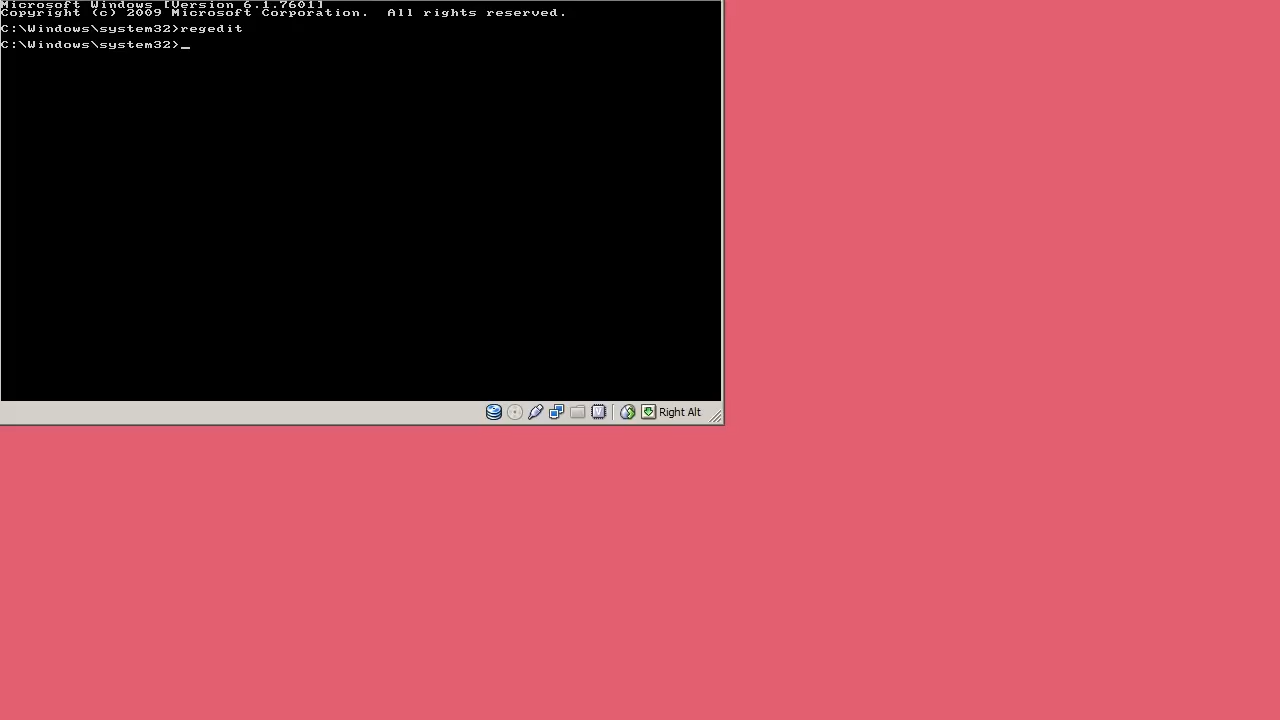 Microsoft Windows [Version 6.1.7601]
Copyright (c) 2009 Microsoft Corporation.  All rights reserved.
C:\Windows\system32>regedit
C:\Windows\system32>_
Right Alt